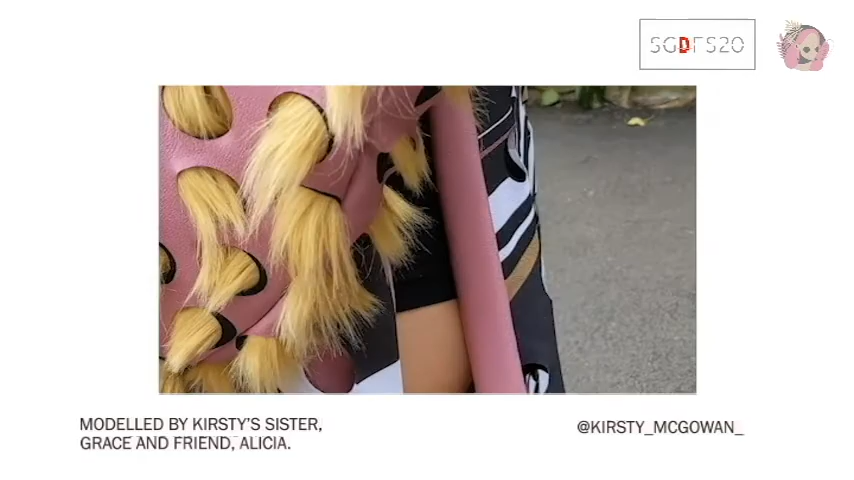 SGDFS20
MODELLED BY KIRSTY'S SISTER,
GRACE AND FRIEND, ALICIA.
@KIRSTY_MCGOWAN_